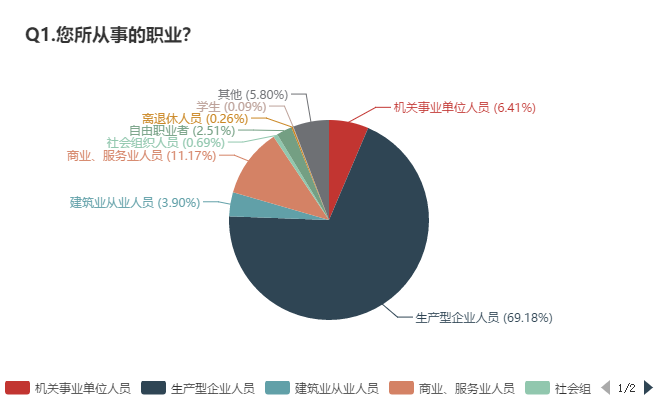 Q1.您所从事的职业?
其他 (5.80%)
学生 (0.09%)
离退休人员 (0.26%)
自由职业者 (2.51%)
社会组织人员 (0.69%)
商业、服务业人员 (11.17%)
建筑业从业人员 (3.90%)
机关事业单位人员 (6.41%)
生产型企业人员 (69.18%)
机关事业单位人员 生产型企业人员 建筑业从业人员 商业、服务业人员 社会组 1/2